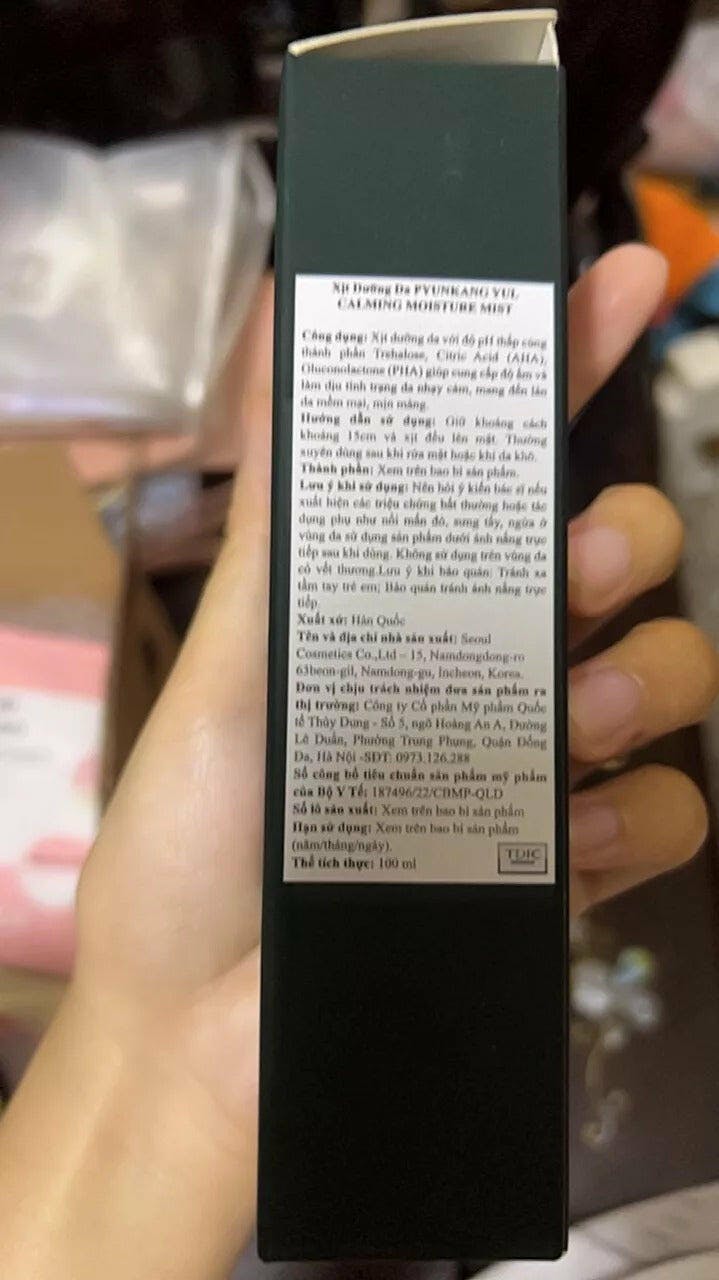 Xịt Dưỡng Da PYUNKANG YUL
CALMING MOISTURE MIST
Công dụng: Xịt dưỡng da với độ pH thấp cùng
thành phần Trehalose, Citric Acid (AHA),
Gluconolactone (PHA) giúp cung cấp độ ẩm và
làm dịu tình trạng da nhạy cảm, mang đến làn
da mềm mại, mịn màng.
Hướng dẫn sử dụng: Giữ khoảng cách
khoảng 15cm và xịt đều lên mặt. Thường
xuyên dùng sau khi rửa mặt hoặc khi da khô.
Thành phần: Xem trên bao bì sản phẩm.
Lưu ý khi sử dụng: Nên hỏi ý kiến bác sĩ nếu
xuất hiện các triệu chứng bất thường hoặc tác
dụng phụ như nổi mẩn đỏ, sưng tấy, ngứa ở
vùng da sử dụng sản phẩm dưới ánh nắng trực
tiếp sau khi dùng. Không sử dụng trên vùng da
có vết thương.Lưu ý khi bảo quản: Tránh xa
tầm tay trẻ em; Bảo quản tránh ánh nắng trực
tiếp.
Xuất xứ: Hàn Quốc
Tên và địa chỉ nhà sản xuất: Seoul
Cosmetics Co.,Ltd – 15, Namdongdong-ro
63beon-gil, Namdong-gu, Incheon, Korea.
Đơn vị chịu trách nhiệm đưa sản phẩm ra
thị trường: Công ty Cổ phần Mỹ phẩm Quốc
tế Thùy Dung - Số 5, ngõ Hoàng An A, Đường
Lê Duẩn, Phường Trung Phụng, Quận Đống
Đa, Hà Nội -SĐT: 0973.126.288
Số công bố tiêu chuẩn sản phẩm mỹ phẩm
của Bộ Y Tế: 187496/22/CBMP-QLD
Số lô sản xuất: Xem trên bao bì sản phẩm
Hạn sử dụng: Xem trên bao bì sản phẩm
(năm/tháng/ngày).
Thể tích thực: 100 ml
TDIC